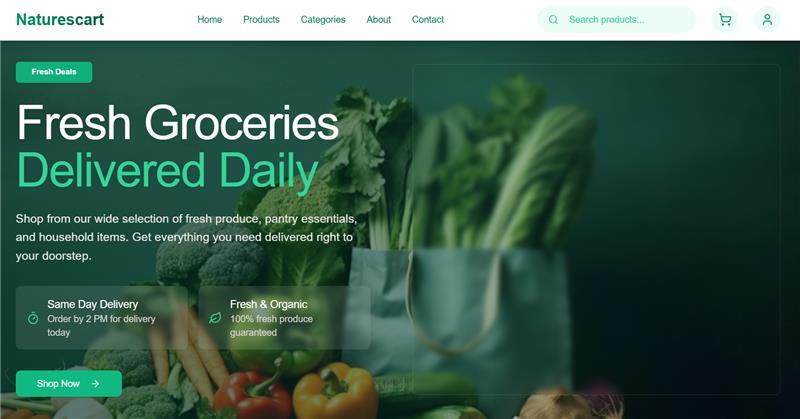 Naturescart
Home Products Categories About Contact
Search products...
Fresh Deals
Fresh Groceries
Delivered Daily
Shop from our wide selection of fresh produce, pantry essentials,
and household items. Get everything you need delivered right to
your doorstep.
Same Day Delivery
Order by 2 PM for delivery
today
Fresh & Organic
100% fresh produce
guaranteed
Shop Now